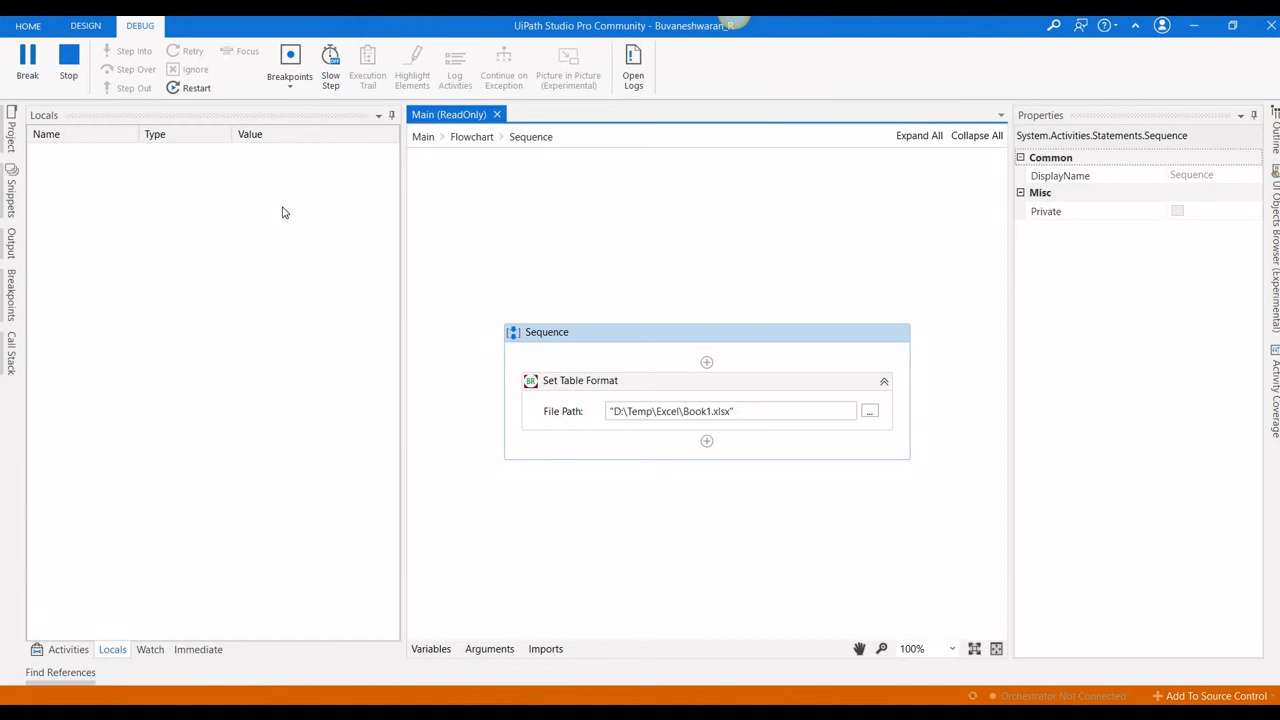 HOME DESIGN DEBUG
UiPath Studio Pro Community - Buvaneshwaran_R
Break
Stop
Step Into
Step Over
Step Out
Retry
Ignore
Restart
Focus
Breakpoints
Slow
Step
Execution
Trail
Highlight
Elements
Log
Activities
Continue on
Exception
Picture in Picture
(Experimental)
Open
Logs
Project
Snippets
Output
Breakpoints
Call Stack
Locals
Name Type Value
Activities Locals Watch Immediate
Find References
Main (ReadOnly)
Main > Flowchart > Sequence
Expand All Collapse All
Sequence
BR Set Table Format
File Path: "D:\Temp\Excel\Book1.xlsx" ...
Variables Arguments Imports
100%
Properties
System.Activities.Statements.Sequence
Common
DisplayName Sequence
Misc
Private
Outline
UI Objects Browser (Experimental)
Activity Coverage
Orchestrator Not Connected
Add To Source Control